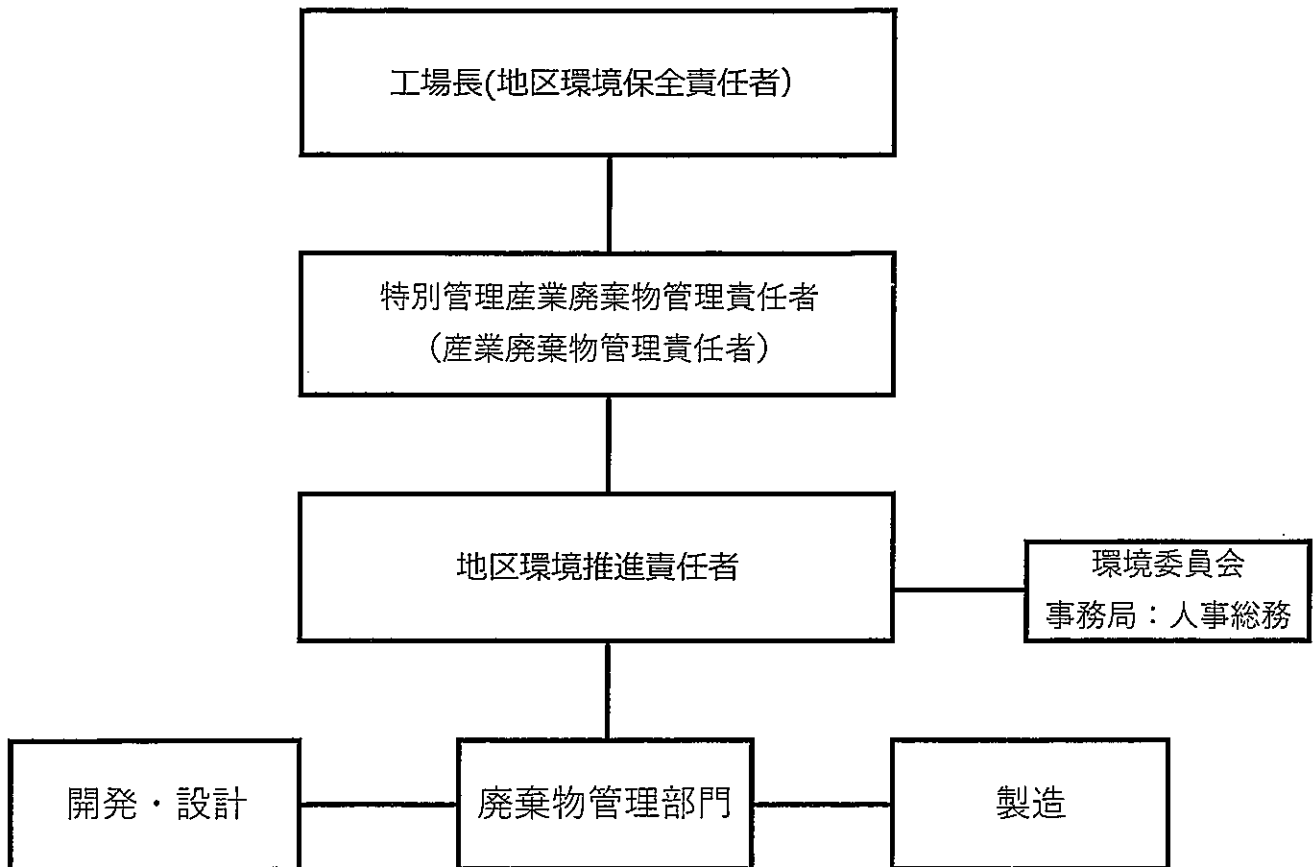 工場長(地区環境保全責任者)
特別管理産業廃棄物管理責任者
(産業廃棄物管理責任者)
地区環境推進責任者
環境委員会
事務局：人事総務
開発・設計
廃棄物管理部門
製造